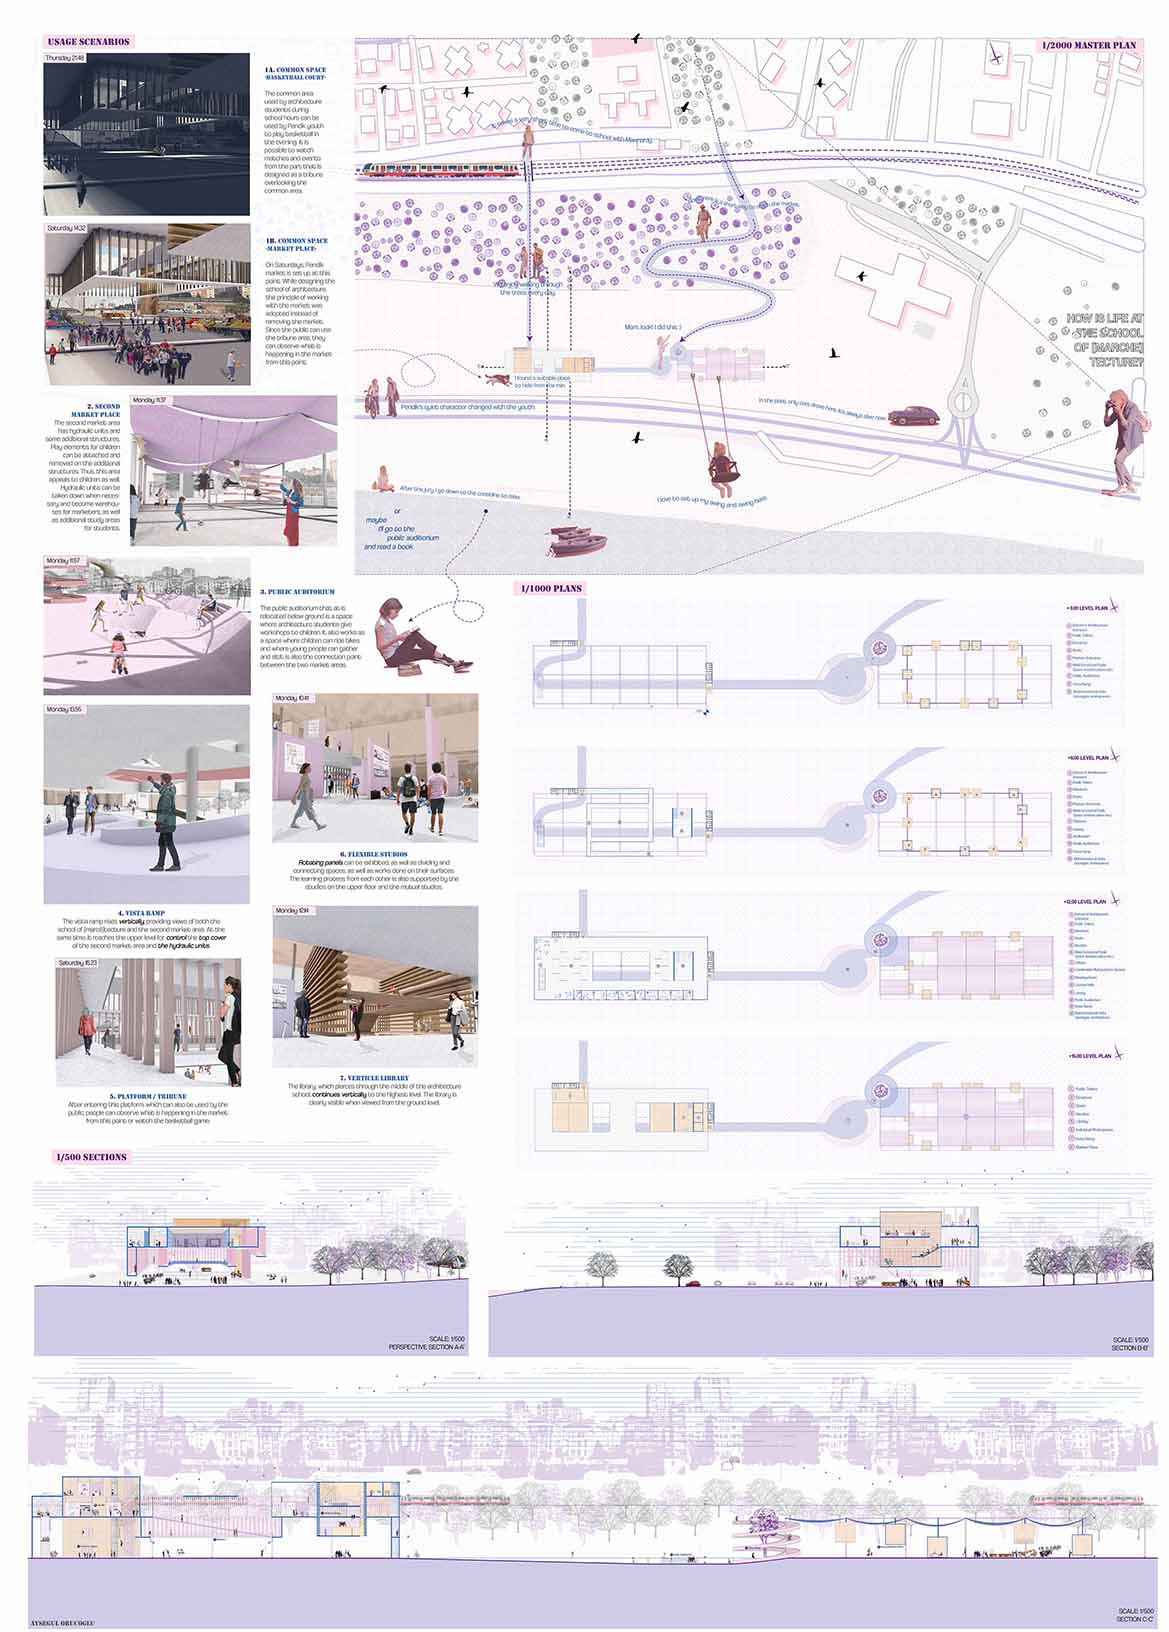 USAGE SCENARIOS
Thursday 21:48
1A. COMMON SPACE
-BASKETBALL COURT-
The common area
used by architecture
students during
school hours can be
used by Pendik youth
to play basketball in
the evening. It is
possible to watch
matches and events
from the part that is
designed as a tribune
overlooking the
common area.
Saturday 14:32
1B. COMMON SPACE
-MARKET PLACE-
On Saturdays, Pendik
market is set up at this
point. While designing the
school of architecture
the principle of working
with the market was
adopted instead of
removing the market.
Since the public can use
the tribune area, they
can observe what is
happening in the market
from this point.
2. SECOND
MARKET PLACE
The second market area
has hydraulic units and
some additional structures.
Play elements for children
can be attached and
removed on the additional
structures. Thus, this area
appeals to children as well.
Hydraulic units can be
taken down when neces-
sary and become warehou-
ses for marketers, as well
as additional study areas
for students.
Monday 11:37
Monday 11:57
3. PUBLIC AUDITORIUM
The public auditorium that is
relocated below ground is a space
where architecture students give
workshops to children. It also works as
a space where children can ride bikes
and where young people can gather
and sit. It is also the connection point
between the two market areas.
Monday 13:55
4. VISTA RAMP
The vista ramp rises vertically, providing views of both the
school of [marc(i)]tecture and the second market area. At the
same time, it reaches the upper level for control the top cover
of the second market area and the hydraulic units.
Monday 10:41
6. FLEXIBLE STUDIOS
Rotating panels can be exhibited, as well as dividing and
connecting spaces, as well as works done on their surfaces.
The learning process from each other is also supported by the
studios on the upper floor and the mutual studios.
Saturday 15:23
5. PLATFORM / TRIBUNE
After entering this platform which can also be used by the
public, people can observe what is happening in the market
from this point or watch the basketball game.
Monday 12:14
7. VERTICLE LIBRARY
The library, which pierces through the middle of the architecture
school, continues vertically to the highest level. The library is
clearly visible when viewed from the ground level.
1/2000 MASTER PLAN
It takes a very short time to come to school with Marmaray.
the trees every day.
Mom, look! I did this :)
I found a suitable place
to hide from the rain.
Pendik's spirit character changed with the youth.
In the past, only cars drove here. It's always alive now.
After the jury I go down to the coastline to relax
or
maybe
I'll go to the
public auditorium
and read a book.
I love to set up my swing and swing here.
HOW IS LIFE AT
THE SCHOOL
OF [MARCHE]
TECTURE?
1/1000 PLANS
LEVEL PLAN
LEVEL PLAN
+12.00 LEVEL PLAN
LEVEL PLAN
1/500 SECTIONS
SCALE: 1/500
PERSPECTIVE SECTION A-A'
SCALE: 1/500
SECTION B-B'
SCALE: 1/500
SECTION C-C'
AYSEGUL ORUCOGLU